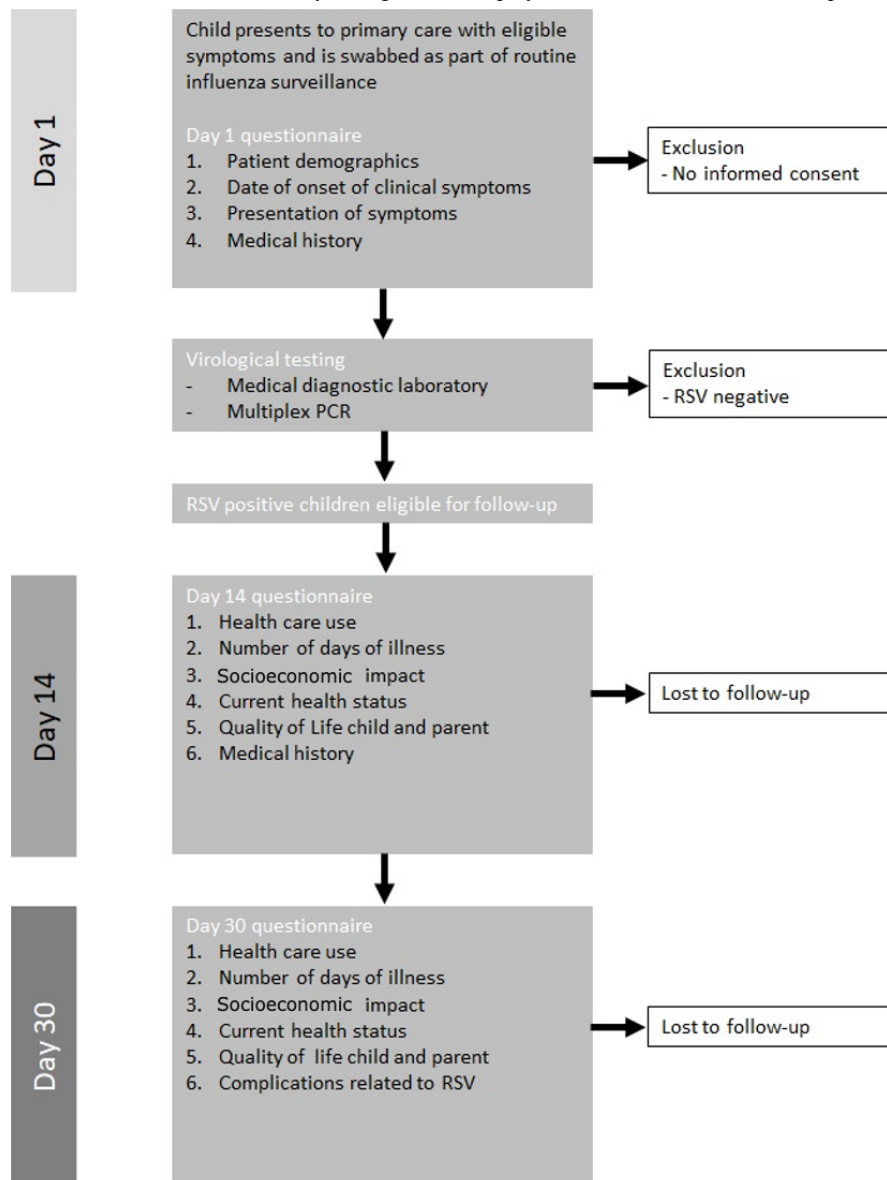 Child presents to primary care with eligible
symptoms and is swabbed as part of routine
influenza surveillance
Day 1
Day 1 questionnaire
1. Patient demographics
2. Date of onset of clinical symptoms
3. Presentation of symptoms
4. Medical history
Exclusion
- No informed consent
Virological testing
- Medical diagnostic laboratory
- Multiplex PCR
Exclusion
- RSV negative
RSV positive children eligible for follow-up
Day 14
Day 14 questionnaire
1. Health care use
2. Number of days of illness
3. Socioeconomic impact
4. Current health status
5. Quality of Life child and parent
6. Medical history
Lost to follow-up
Day 30
Day 30 questionnaire
1. Health care use
2. Number of days of illness
3. Socioeconomic impact
4. Current health status
5. Quality of life child and parent
6. Complications related to RSV
Lost to follow-up